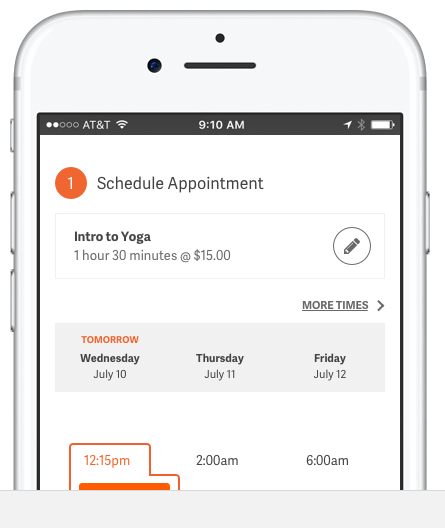 AT&T 9:10 AM
1 Schedule Appointment
Intro to Yoga
1 hour 30 minutes @ $15.00
MORE TIMES
TOMORROW
Wednesday Thursday Friday
July 10 July 11 July 12
12:15pm 2:00am 6:00am